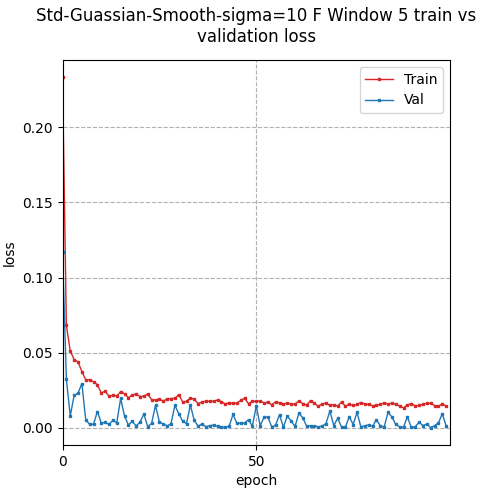 Std-Guassian-Smooth-sigma=10 F Window 5 train vs
validation loss
Train
Val
0.20
0.15
0.10
0.05
0.00
loss
0
50
epoch